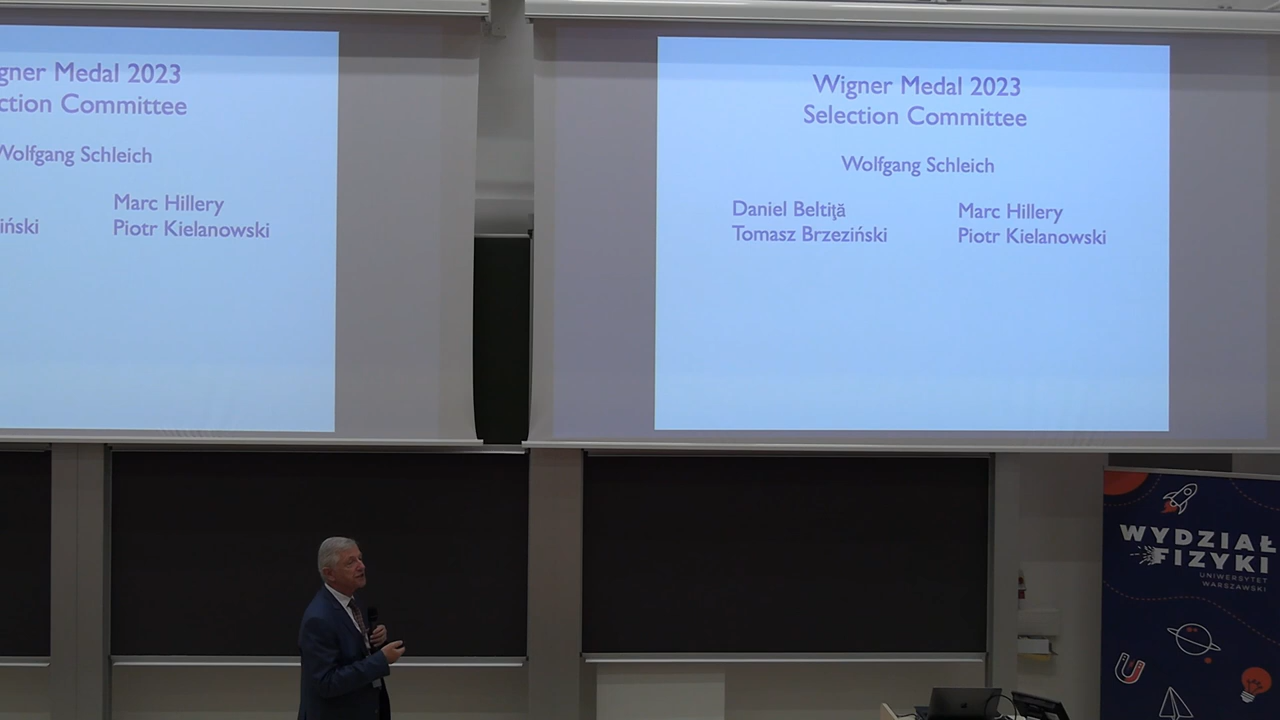 gner Medal 2023
ction Committee
Wolfgang Schleich
Marc Hillery
iński
Piotr Kielanowski
Wigner Medal 2023
Selection Committee
Wolfgang Schleich
Daniel Beltiţă
Marc Hillery
Tomasz Brzeziński
Piotr Kielanowski
WYDZIAŁ
FIZYKI
UNIWERSYTET
WARSZAWSKI